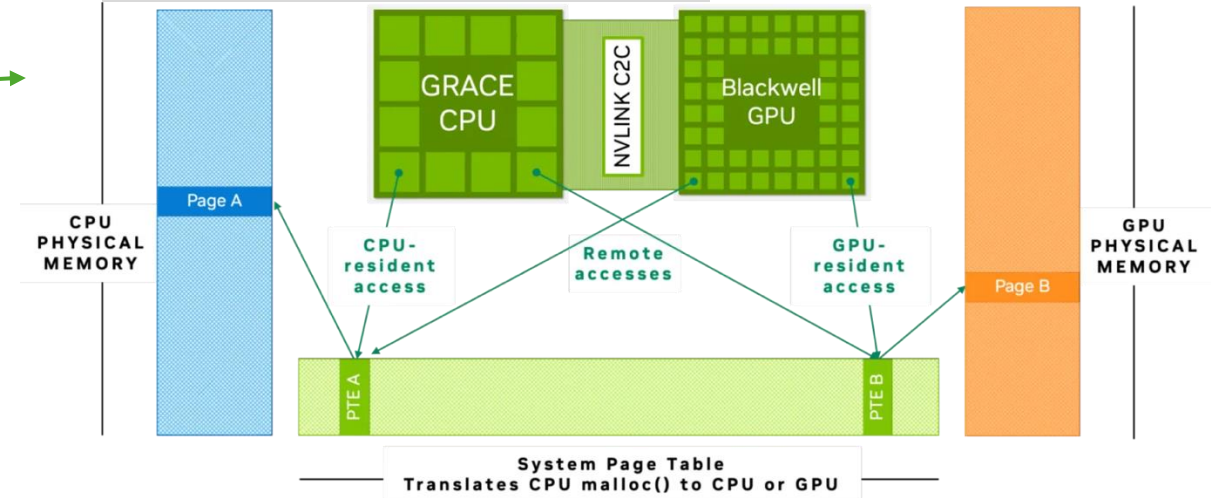 GRACE
CPU
NVLINK C2C
Blackwell
GPU
Page A
CPU
PHYSICAL
MEMORY
CPU-
resident
access
Remote
accesses
GPU-
resident
access
GPU
PHYSICAL
MEMORY
Page B
PTE A
PTE B
System Page Table
Translates CPU malloc() to CPU or GPU